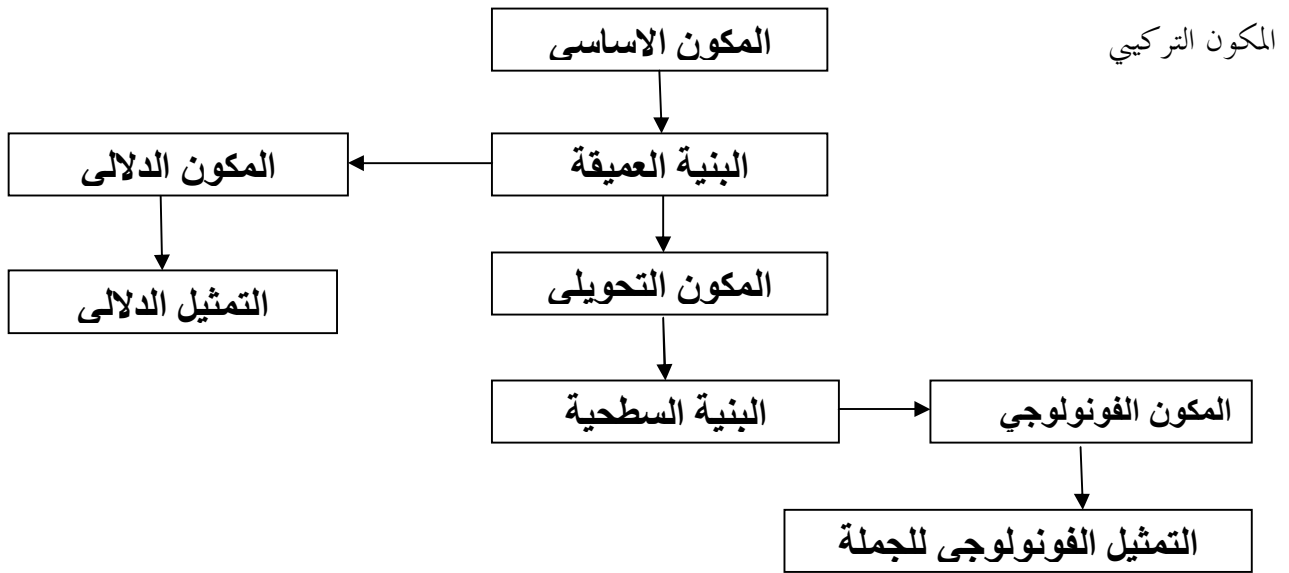 المكون التركيبي
المكون الاساسى
البنية العميقة
المكون الدلالى
المكون التحويلى
التمثيل الدلالى
البنية السطحية
المكون الفونولوجي
التمثيل الفونولوجى للجملة